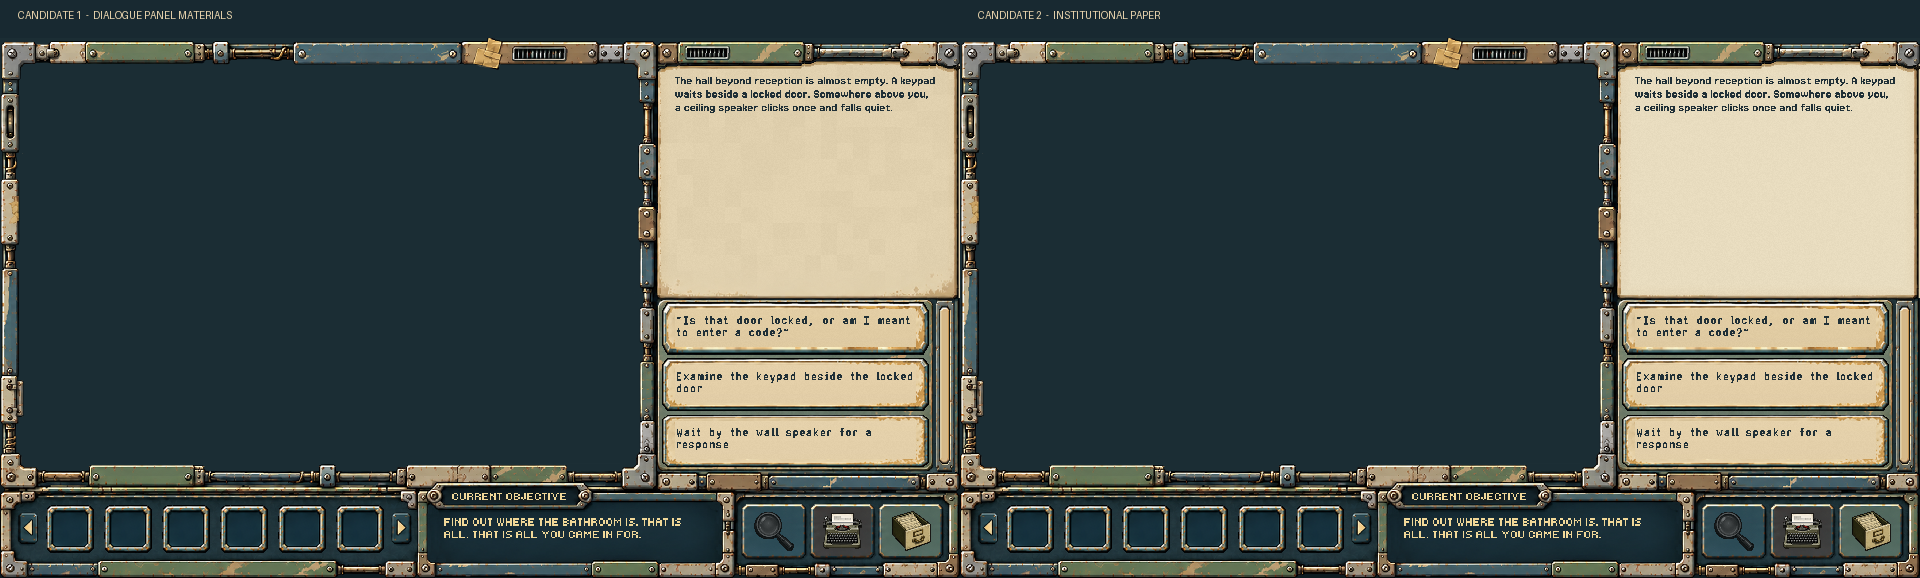 CANDIDATE 1 - DIALOGUE PANEL MATERIALS
The hall beyond reception is almost empty. A keypad
waits beside a locked door. Somewhere above you,
a ceiling speaker clicks once and falls quiet.
"Is that door locked, or am I meant
to enter a code?"
Examine the keypad beside the locked
door
Wait by the wall speaker for a
response
CURRENT OBJECTIVE
FIND OUT WHERE THE BATHROOM IS. THAT IS
ALL. THAT IS ALL YOU CAME IN FOR.
CANDIDATE 2 - INSTITUTIONAL PAPER
The hall beyond reception is almost empty. A keypad
waits beside a locked door. Somewhere above you,
a ceiling speaker clicks once and falls quiet.
"Is that door locked, or am I meant
to enter a code?"
Examine the keypad beside the locked
door
Wait by the wall speaker for a
response
CURRENT OBJECTIVE
FIND OUT WHERE THE BATHROOM IS. THAT IS
ALL. THAT IS ALL YOU CAME IN FOR.